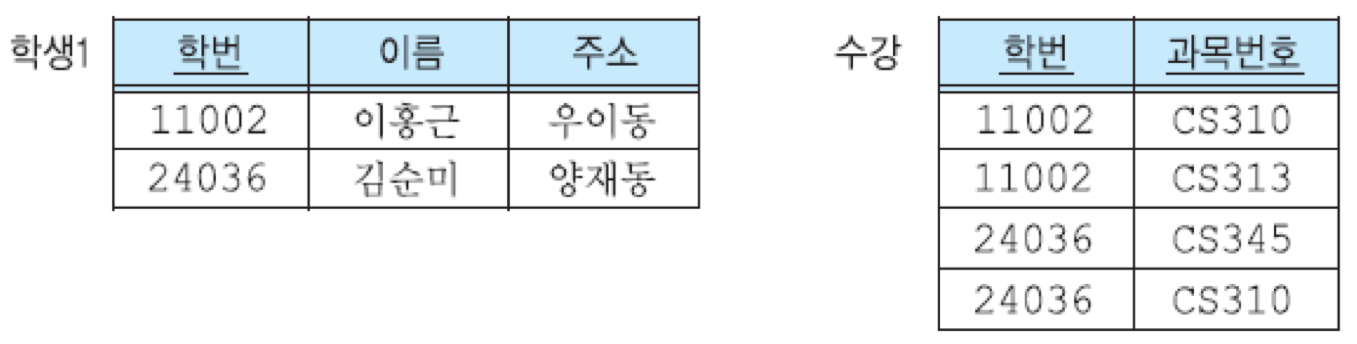 학생1
학번 이름 주소
11002 이홍근 우이동
24036 김순미 양재동
수강
학번 과목번호
11002 CS310
11002 CS313
24036 CS345
24036 CS310